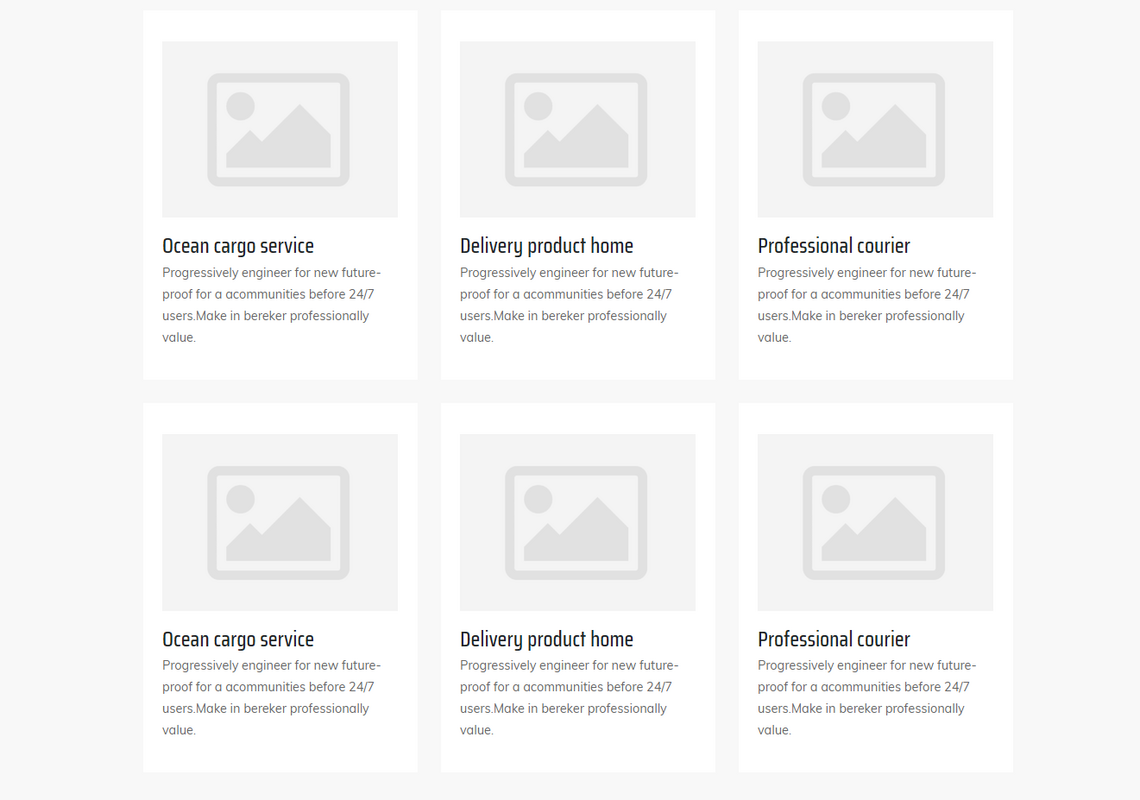 Ocean cargo service
Progressively engineer for new future-
proof for a acommunities before 24/7
users.Make in bereker professionally
value.
Delivery product home
Progressively engineer for new future-
proof for a acommunities before 24/7
users.Make in bereker professionally
value.
Professional courier
Progressively engineer for new future-
proof for a acommunities before 24/7
users.Make in bereker professionally
value.
Ocean cargo service
Progressively engineer for new future-
proof for a acommunities before 24/7
users.Make in bereker professionally
value.
Delivery product home
Progressively engineer for new future-
proof for a acommunities before 24/7
users.Make in bereker professionally
value.
Professional courier
Progressively engineer for new future-
proof for a acommunities before 24/7
users.Make in bereker professionally
value.